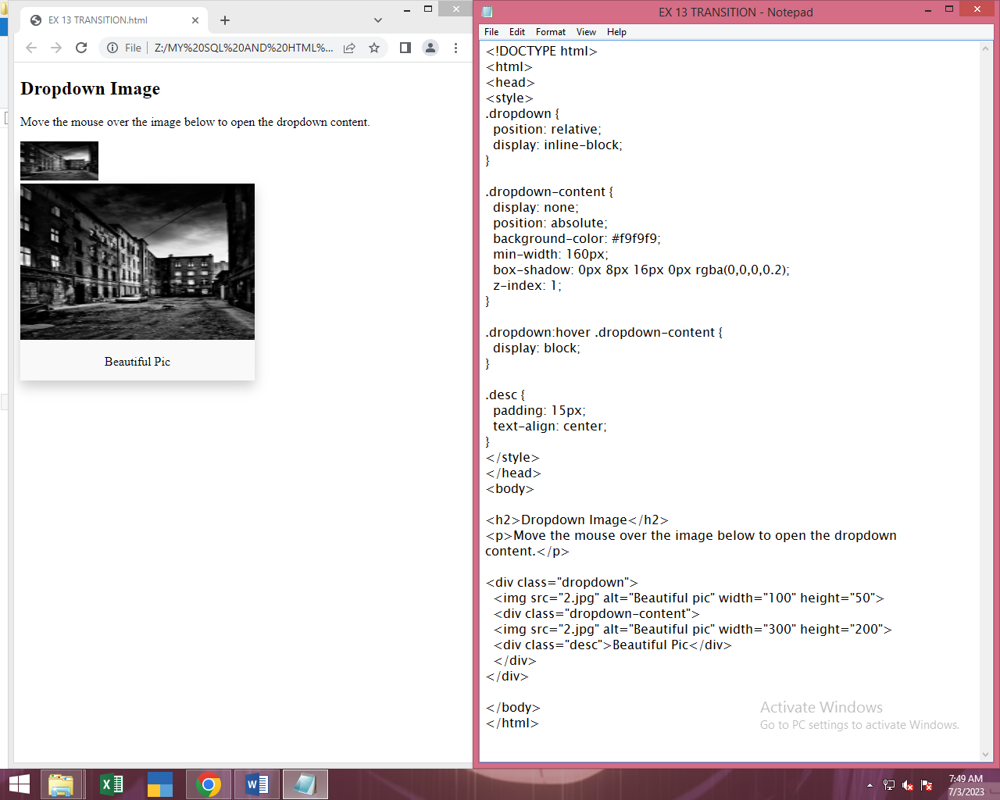 EX 13 TRANSITION.html
File
Z:/MY%20SQL%20AND%20HTML%...
Dropdown Image
Move the mouse over the image below to open the dropdown content.
Beautiful Pic
EX 13 TRANSITION - Notepad
File Edit Format View Help
<!DOCTYPE html>
<html>
<head>
<style>
.dropdown {
  position: relative;
  display: inline-block;
}

.dropdown-content {
  display: none;
  position: absolute;
  background-color: #f9f9f9;
  min-width: 160px;
  box-shadow: 0px 8px 16px 0px rgba(0,0,0,0.2);
  z-index: 1;
}

.dropdown:hover .dropdown-content {
  display: block;
}

.desc {
  padding: 15px;
  text-align: center;
}
</style>
</head>
<body>

<h2>Dropdown Image</h2>
<p>Move the mouse over the image below to open the dropdown
content.</p>

<div class="dropdown">
  <img src="2.jpg" alt="Beautiful pic" width="100" height="50">
  <div class="dropdown-content">
  <img src="2.jpg" alt="Beautiful pic" width="300" height="200">
  <div class="desc">Beautiful Pic</div>
  </div>
</div>

</body>
</html>
Activate Windows
Go to PC settings to activate Windows.
7:49 AM
7/3/2023